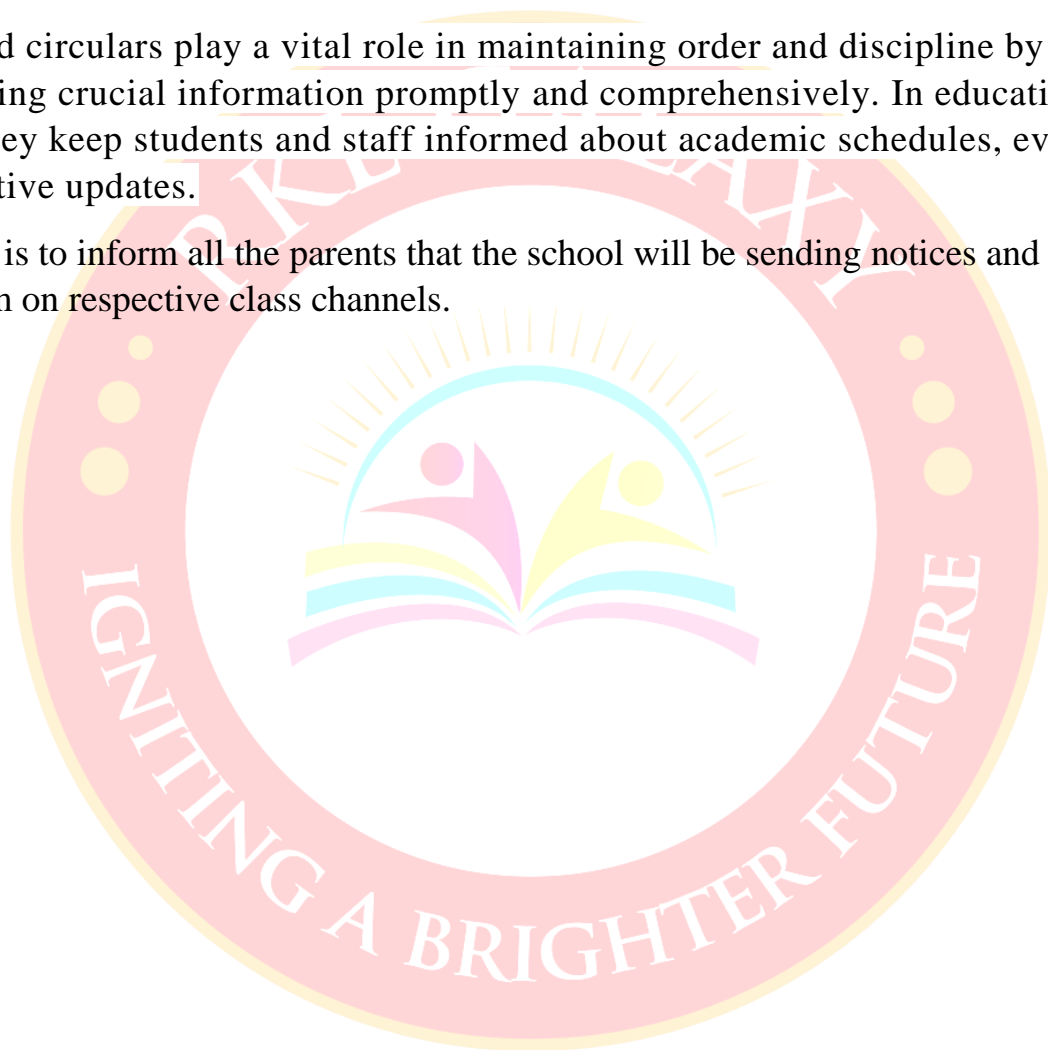 d circulars play a vital role in maintaining order and discipline by
ing crucial information promptly and comprehensively. In educati
ey keep students and staff informed about academic schedules, ev
tive updates.
is to inform all the parents that the school will be sending notices and
on respective class channels.
IGNITING A BRIGHTER FUTURE